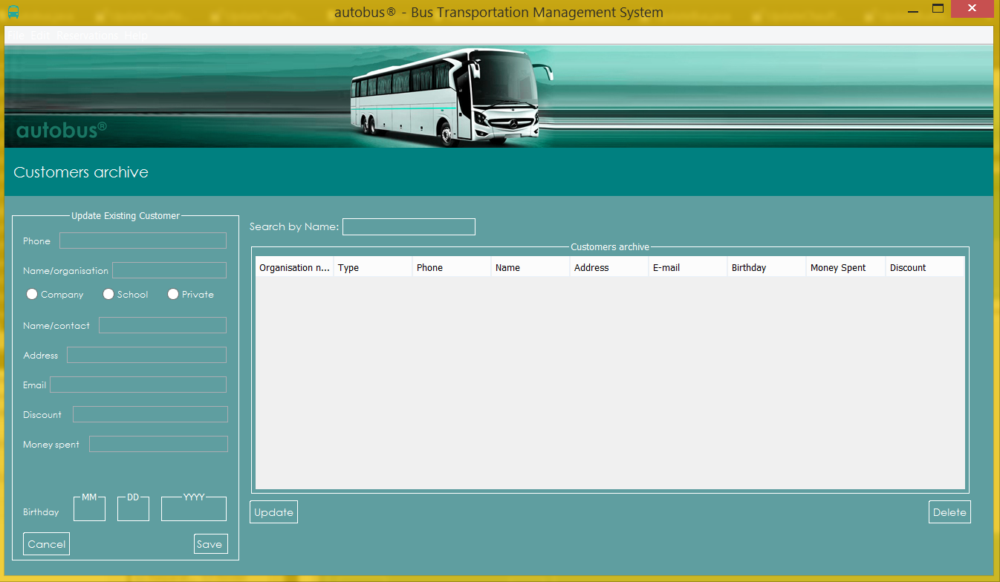 autobus® - Bus Transportation Management System
File Edit Reservations Help
autobus®
Customers archive
Update Existing Customer
Phone
Name/organisation
Company School Private
Name/contact
Address
Email
Discount
Money spent
MM DD YYYY
Birthday
Cancel Save
Search by Name:
Customers archive
Organisation n... Type Phone Name Address E-mail Birthday Money Spent Discount
Update Delete